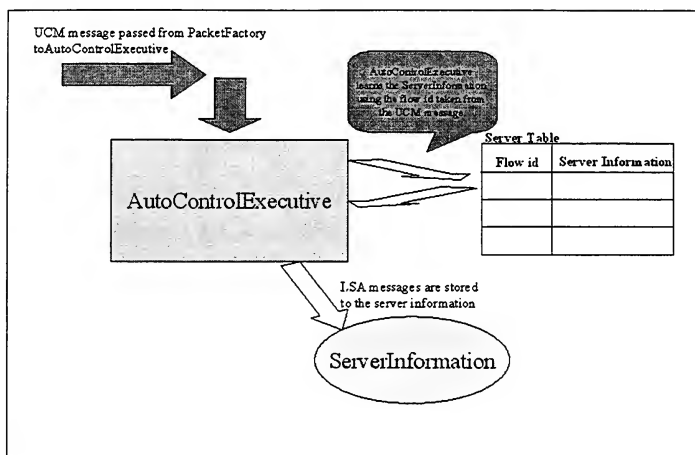 UCM message passed from PacketFactory
toAutoControlExecutive
AutoControlExecutive
learns the ServerInformation
using the flow id taken from
the UCM message
Server Table
Flow id Server Information
AutoControlExecutive
LSA messages are stored
to the server information
ServerInformation